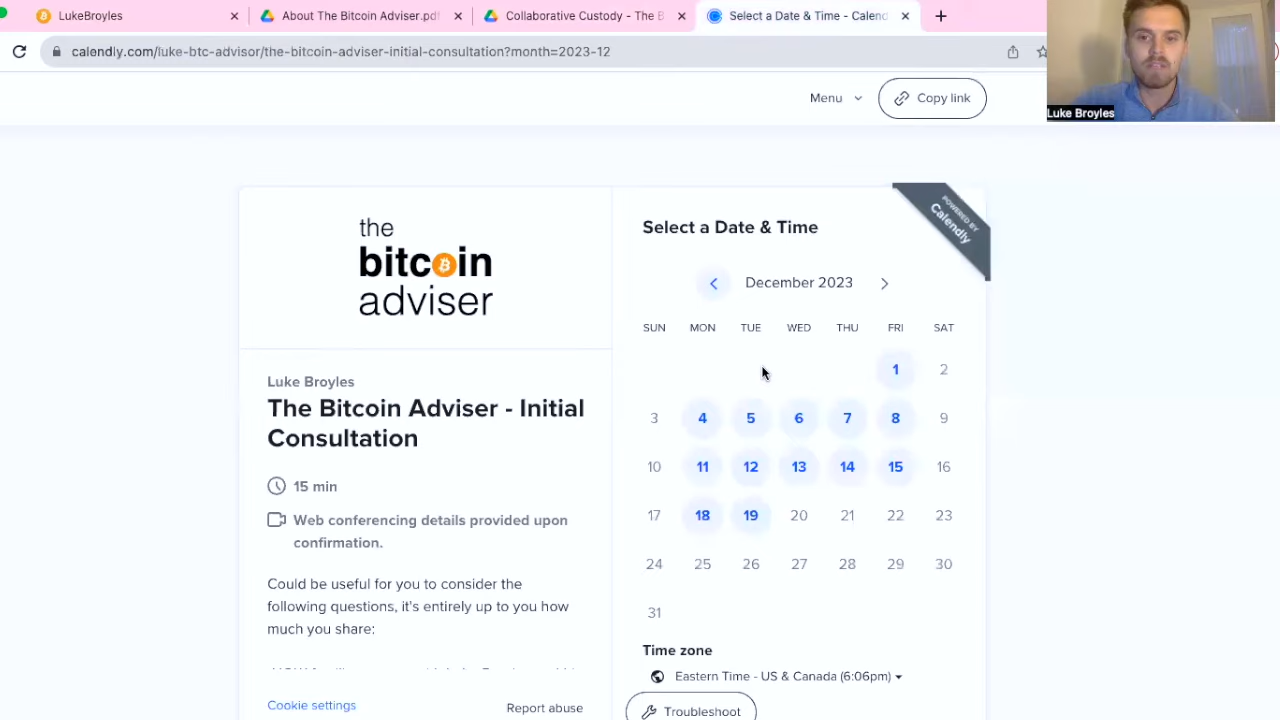 LukeBroyles
About The Bitcoin Adviser.pdf
Collaborative Custody - The B
Select a Date & Time - Calend
calendly.com/luke-btc-advisor/the-bitcoin-adviser-initial-consultation?month=2023-12
Luke Broyles
Menu
Copy link
the
bitcoin
adviser
Luke Broyles
The Bitcoin Adviser - Initial
Consultation
15 min
Web conferencing details provided upon
confirmation.
Could be useful for you to consider the
following questions, it's entirely up to you how
much you share:
Cookie settings
Report abuse
POWERED BY
Calendly
Select a Date & Time
December 2023
SUN MON TUE WED THU FRI SAT
1 2
3 4 5 6 7 8 9
10 11 12 13 14 15 16
17 18 19 20 21 22 23
24 25 26 27 28 29 30
31
Time zone
Eastern Time - US & Canada (6:06pm)
Troubleshoot